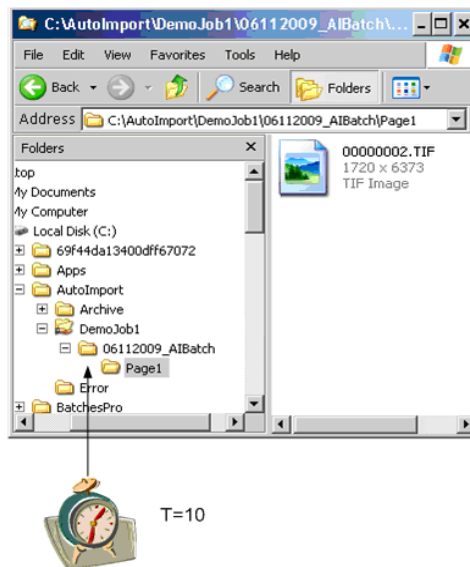 C:\AutoImport\DemoJob1\06112009_AIBatch\...
File Edit View Favorites Tools Help
Back Search Folders
Address C:\AutoImport\DemoJob1\06112009_AIBatch\Page1
Folders
00000002.TIF
1720 x 6373
TIF Image
top
My Documents
My Computer
Local Disk (C:)
69f44da13400dff67072
Apps
AutoImport
Archive
DemoJob1
06112009_AIBatch
Page1
Error
BatchesPro
T=10